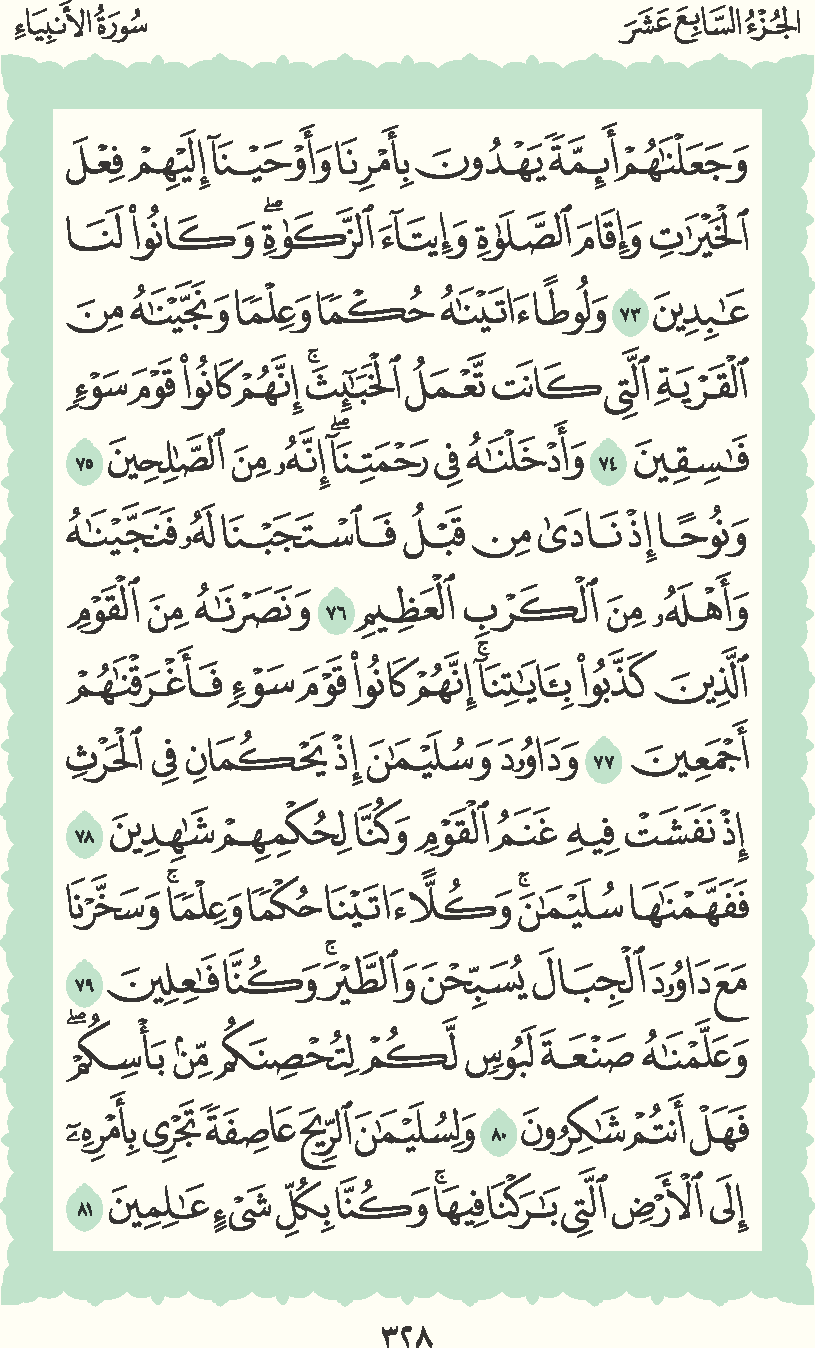 الجُزْءُ السَّابِعَ عَشَرَ
سُورَةُ الأَنبِيَاءِ
وَجَعَلْنَٰهُمْ أَئِمَّةً يَهْدُونَ بِأَمْرِنَا وَأَوْحَيْنَآ إِلَيْهِمْ فِعْلَ
ٱلْخَيْرَٰتِ وَإِقَامَ ٱلصَّلَوٰةِ وَإِيتَآءَ ٱلزَّكَوٰةِۖ وَكَانُوا۟ لَنَا
عَٰبِدِينَ ٧٣ وَلُوطًا ءَاتَيْنَٰهُ حُكْمًا وَعِلْمًا وَنَجَّيْنَٰهُ مِنَ
ٱلْقَرْيَةِ ٱلَّتِى كَانَت تَّعْمَلُ ٱلْخَبَٰٓئِثَۚ إِنَّهُمْ كَانُوا۟ قَوْمَ سَوْءٍ
فَٰسِقِينَ ٧٤ وَأَدْخَلْنَٰهُ فِى رَحْمَتِنَآۖ إِنَّهُۥ مِنَ ٱلصَّٰلِحِينَ ٧٥
وَنُوحًا إِذْ نَادَىٰ مِن قَبْلُ فَٱسْتَجَبْنَا لَهُۥ فَنَجَّيْنَٰهُ
وَأَهْلَهُۥ مِنَ ٱلْكَرْبِ ٱلْعَظِيمِ ٧٦ وَنَصَرْنَٰهُ مِنَ ٱلْقَوْمِ
ٱلَّذِينَ كَذَّبُوا۟ بِـَٔايَٰتِنَآۚ إِنَّهُمْ كَانُوا۟ قَوْمَ سَوْءٍ فَأَغْرَقْنَٰهُمْ
أَجْمَعِينَ ٧٧ وَدَاوُۥدَ وَسُلَيْمَٰنَ إِذْ يَحْكُمَانِ فِى ٱلْحَرْثِ
إِذْ نَفَشَتْ فِيهِ غَنَمُ ٱلْقَوْمِ وَكُنَّا لِحُكْمِهِمْ شَٰهِدِينَ ٧٨
فَفَهَّمْنَٰهَا سُلَيْمَٰنَۚ وَكُلًّا ءَاتَيْنَا حُكْمًا وَعِلْمًاۚ وَسَخَّرْنَا
مَعَ دَاوُۥدَ ٱلْجِبَالَ يُسَبِّحْنَ وَٱلطَّيْرَۚ وَكُنَّا فَٰعِلِينَ ٧٩
وَعَلَّمْنَٰهُ صَنْعَةَ لَبُوسٍ لَّكُمْ لِتُحْصِنَكُم مِّنۢ بَأْسِكُمْۖ
فَهَلْ أَنتُمْ شَٰكِرُونَ ٨٠ وَلِسُلَيْمَٰنَ ٱلرِّيحَ عَاصِفَةً تَجْرِى بِأَمْرِهِۦٓ
إِلَى ٱلْأَرْضِ ٱلَّتِى بَٰرَكْنَا فِيهَاۚ وَكُنَّا بِكُلِّ شَىْءٍ عَٰلِمِينَ ٨١
٣٢٨